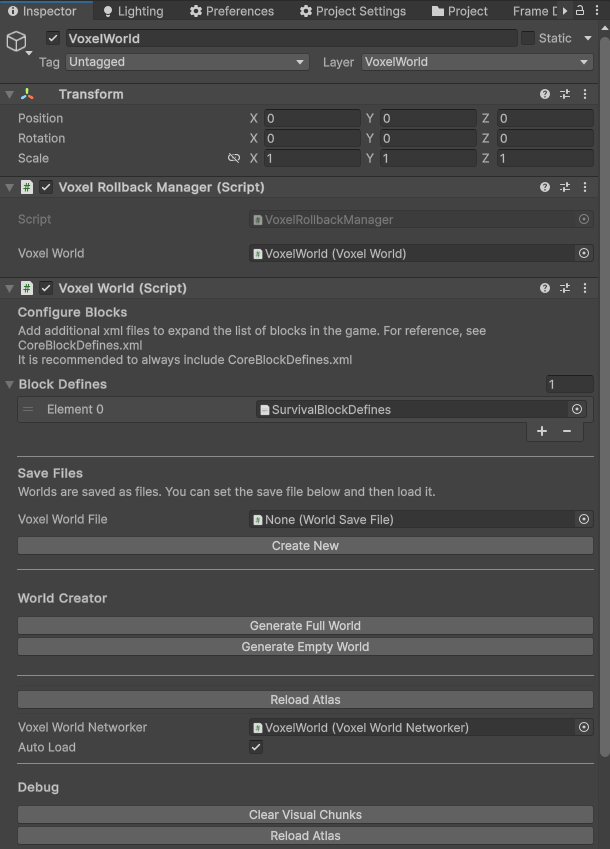 Inspector Lighting Preferences Project Settings Project Frame D
VoxelWorld Static
Tag Untagged Layer VoxelWorld
Transform
Position X 0 Y 0 Z 0
Rotation X 0 Y 0 Z 0
Scale X 1 Y 1 Z 1
# Voxel Rollback Manager (Script)
Script VoxelRollbackManager
Voxel World VoxelWorld (Voxel World)
# Voxel World (Script)
Configure Blocks
Add additional xml files to expand the list of blocks in the game. For reference, see
CoreBlockDefines.xml
It is recommended to always include CoreBlockDefines.xml
Block Defines 1
Element 0 SurvivalBlockDefines
+ −
Save Files
Worlds are saved as files. You can set the save file below and then load it.
Voxel World File None (World Save File)
Create New
World Creator
Generate Full World
Generate Empty World
Reload Atlas
Voxel World Networker VoxelWorld (Voxel World Networker)
Auto Load
Debug
Clear Visual Chunks
Reload Atlas